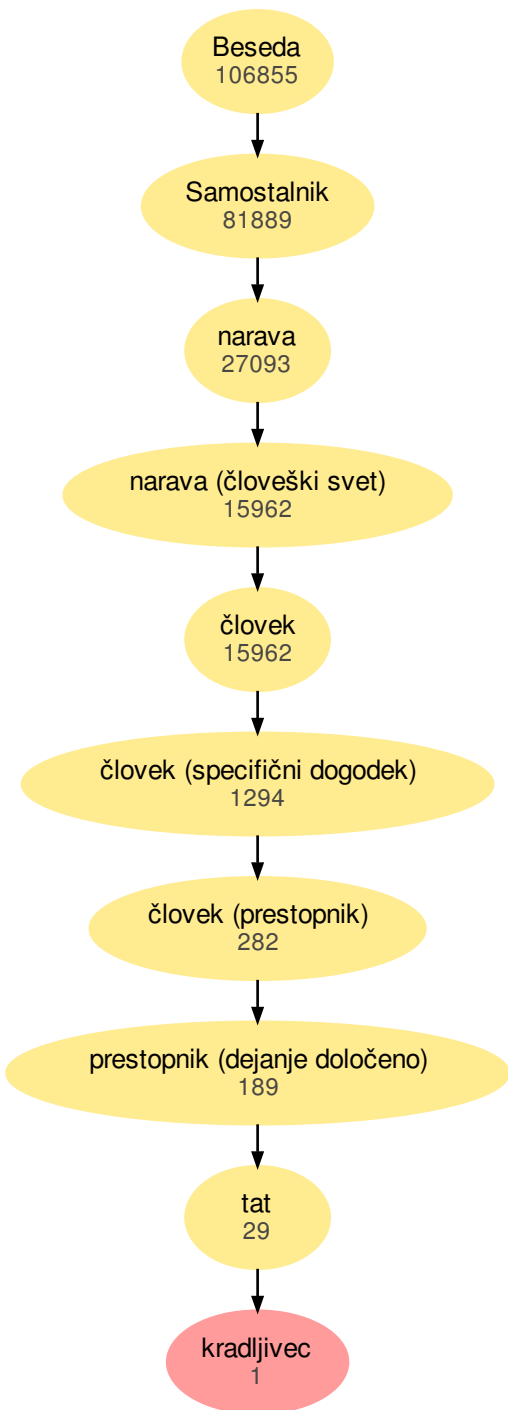 Beseda
106855
Samostalnik
81889
narava
27093
narava (človeški svet)
15962
človek
15962
človek (specifični dogodek)
1294
človek (prestopnik)
282
prestopnik (dejanje določeno)
189
tat
29
kradljivec
1